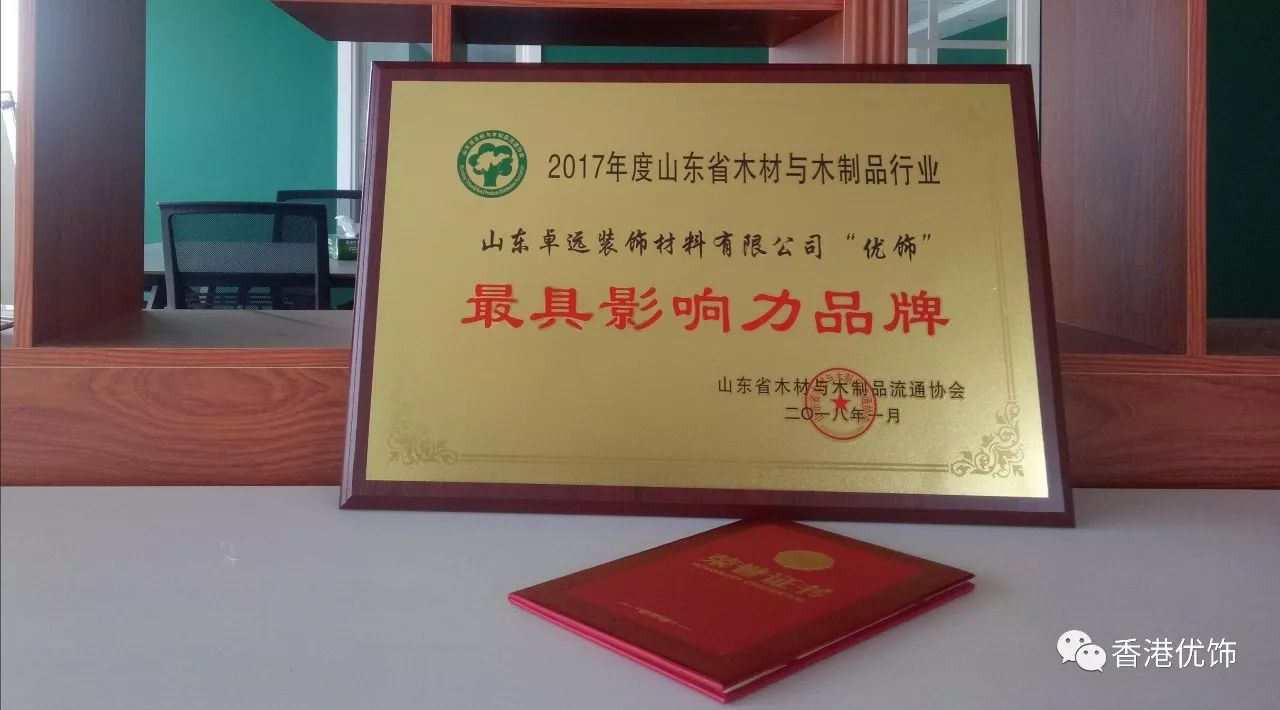 2017年度山东省木材与木制品行业
山东卓远装饰材料有限公司“优饰”
最具影响力品牌
山东省木材与木制品流通协会
二〇一八年一月
荣誉证书
香港优饰